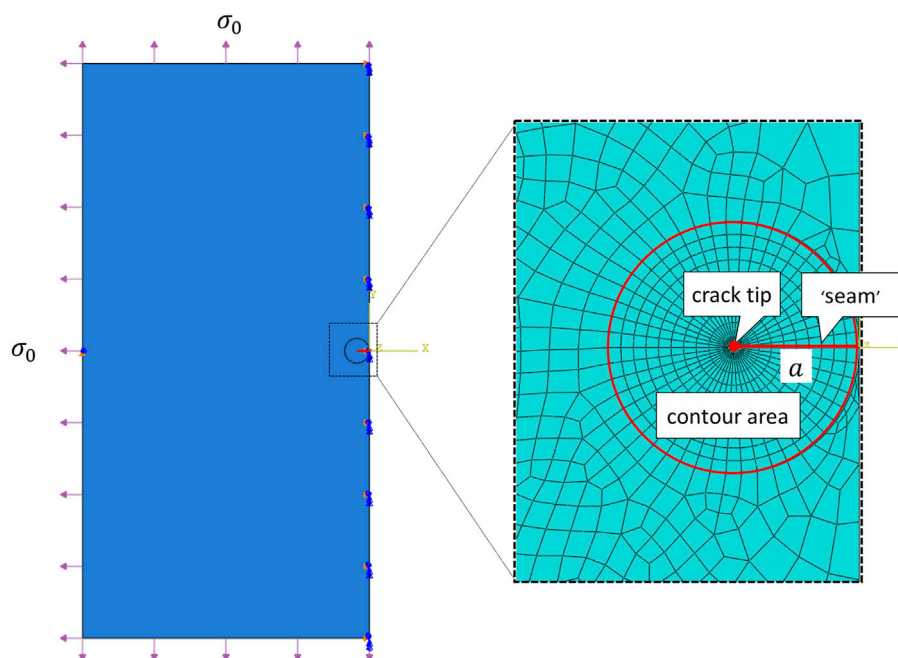 σ₀
σ₀
Y
Z
X
crack tip
'seam'
a
contour area